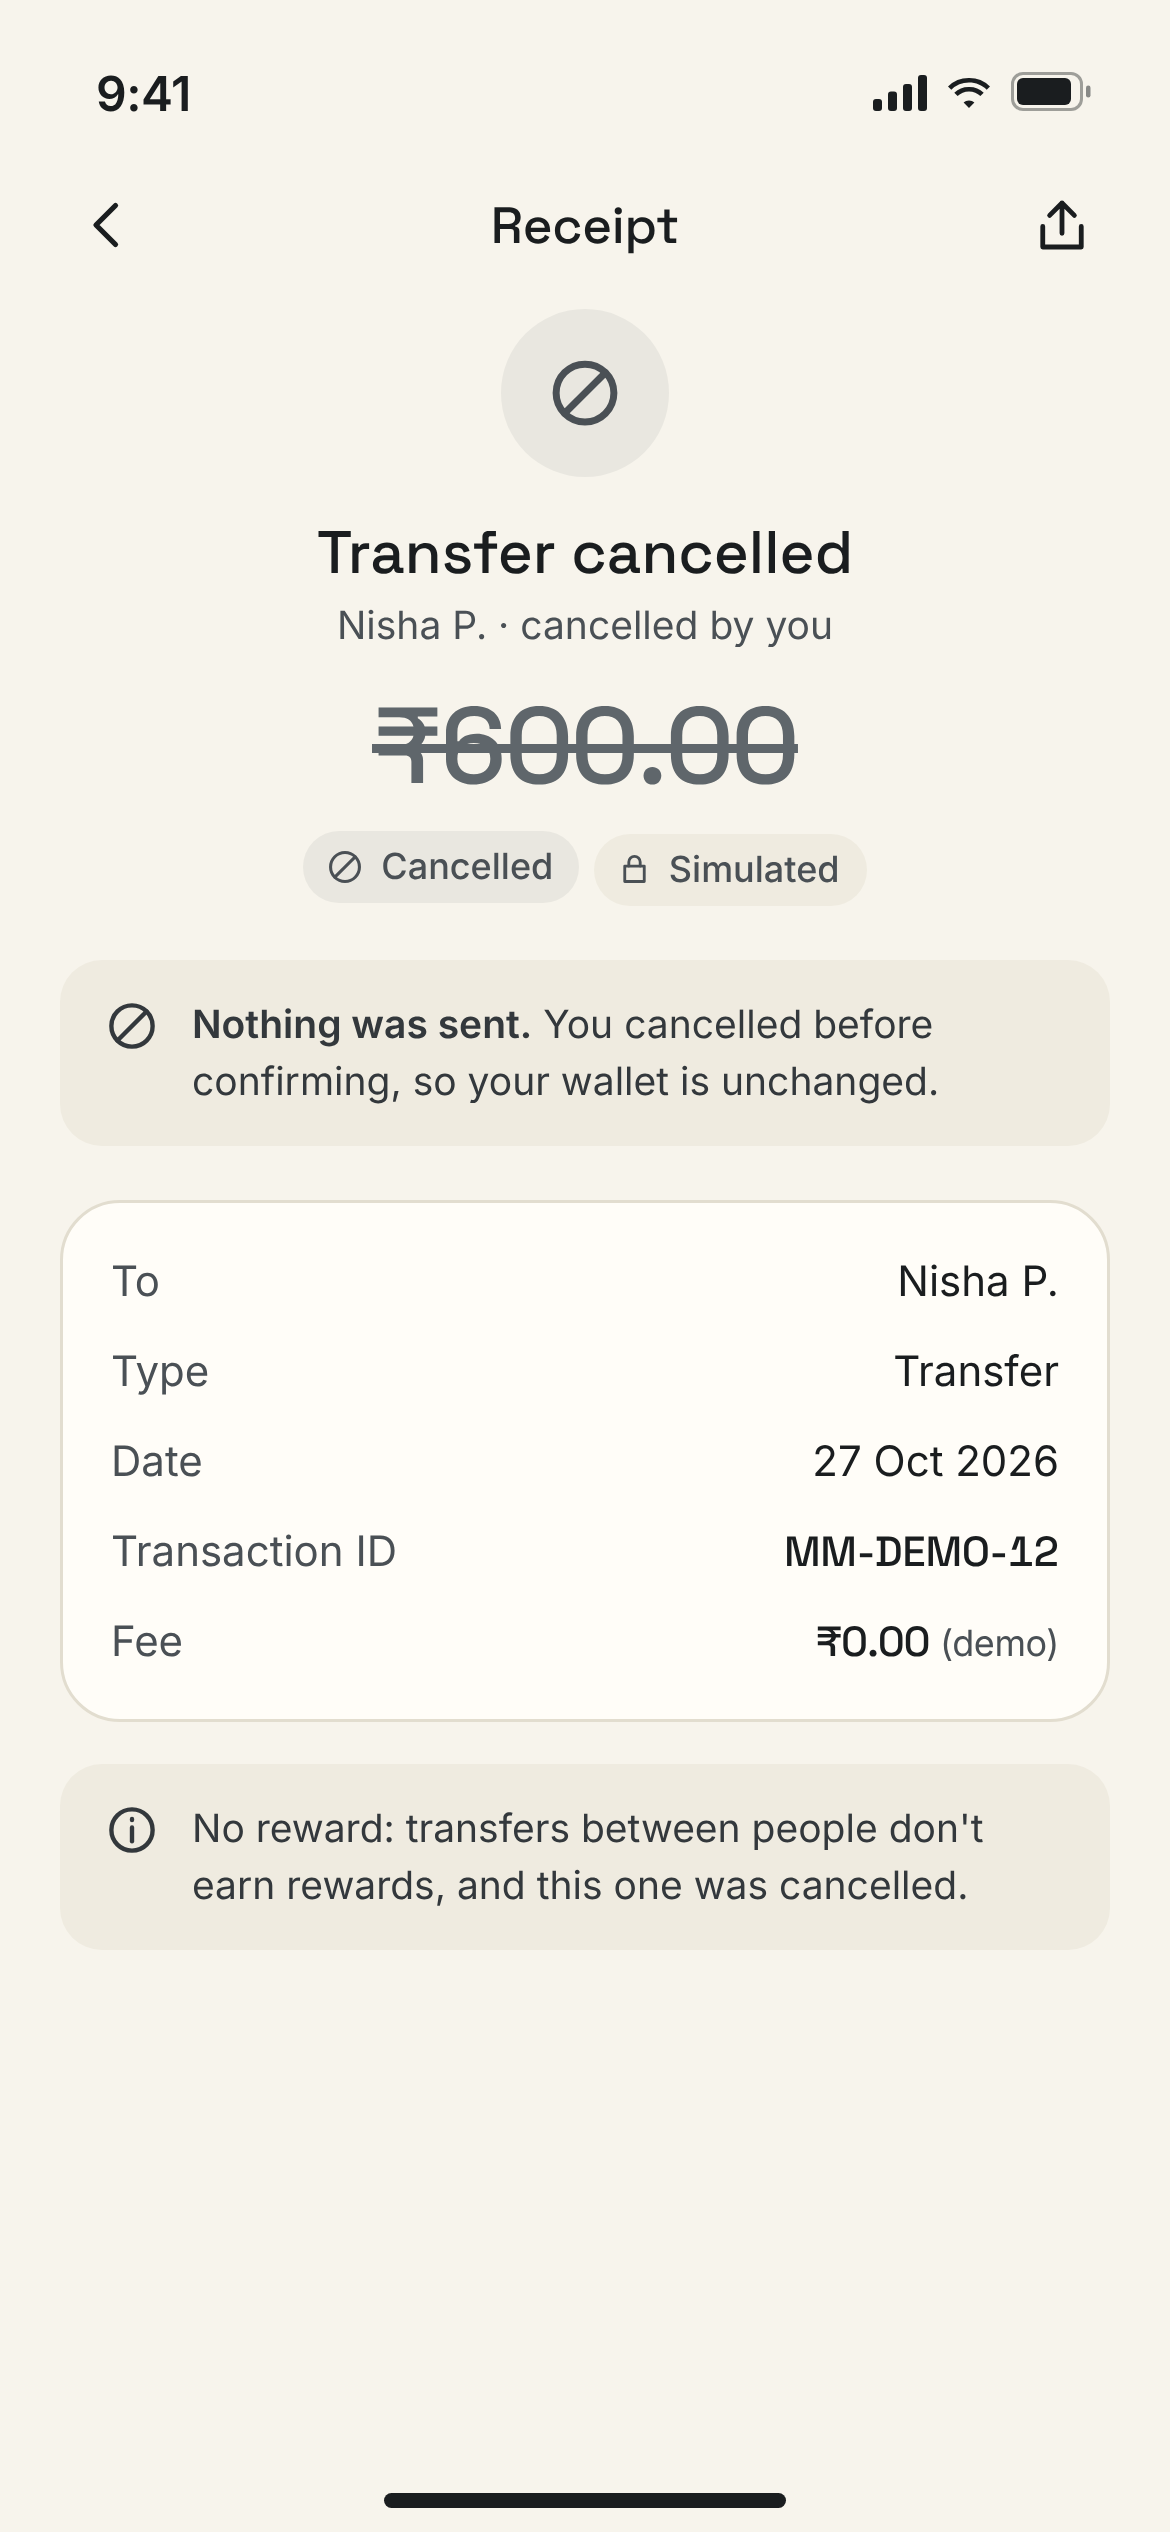 9:41
Receipt
Transfer cancelled
Nisha P. · cancelled by you
₹600.00
Cancelled
Simulated
Nothing was sent. You cancelled before
confirming, so your wallet is unchanged.
To Nisha P.
Type Transfer
Date 27 Oct 2026
Transaction ID MM-DEMO-12
Fee ₹0.00 (demo)
No reward: transfers between people don't
earn rewards, and this one was cancelled.